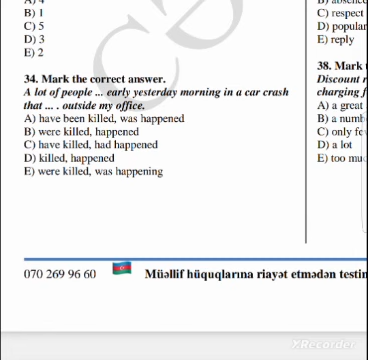 A) 4
B) 1
C) 5
D) 3
E) 2
34. Mark the correct answer.
A lot of people ... early yesterday morning in a car crash
that ... . outside my office.
A) have been killed, was happened
B) were killed, happened
C) have killed, had happened
D) killed, happened
E) were killed, was happening
C) respect
D) popular
E) reply
38. Mark
Discount
charging
A) a great
B) a numb
C) only fe
D) a lot
E) too mu
070 269 96 60 Müəllif hüquqlarına riayət etmədən testin
XRecorder